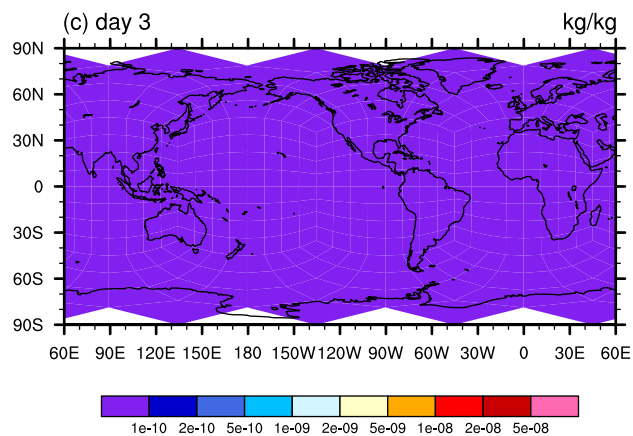 (c) day 3 kg/kg
90N
60N
30N
0
30S
60S
90S
60E 90E 120E 150E 180 150W 120W 90W 60W 30W 0 30E 60E
1e-10 2e-10 5e-10 1e-09 2e-09 5e-09 1e-08 2e-08 5e-08